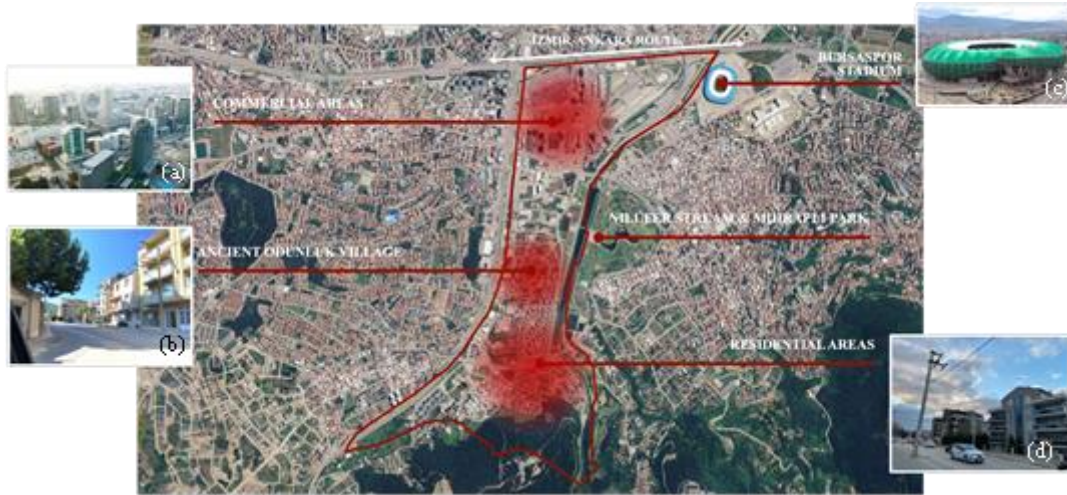 İZMİR-ANKARA ROUTE
BURSASPOR
STADIUM
(c)
COMMERCIAL AREAS
(a)
NILUFER STREAM & MIHRAPLI PARK
ANCIENT ODUNLUK VILLAGE
(b)
RESIDENTIAL AREAS
(d)